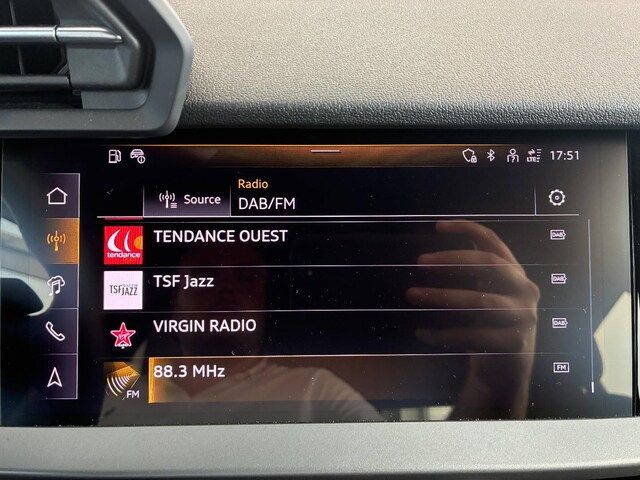 LTE 17:51
Source
Radio
DAB/FM
tendance
TENDANCE OUEST
DAB
TSF JAZZ
TSF Jazz
DAB
VIRGIN RADIO
DAB
FM
88.3 MHz
FM